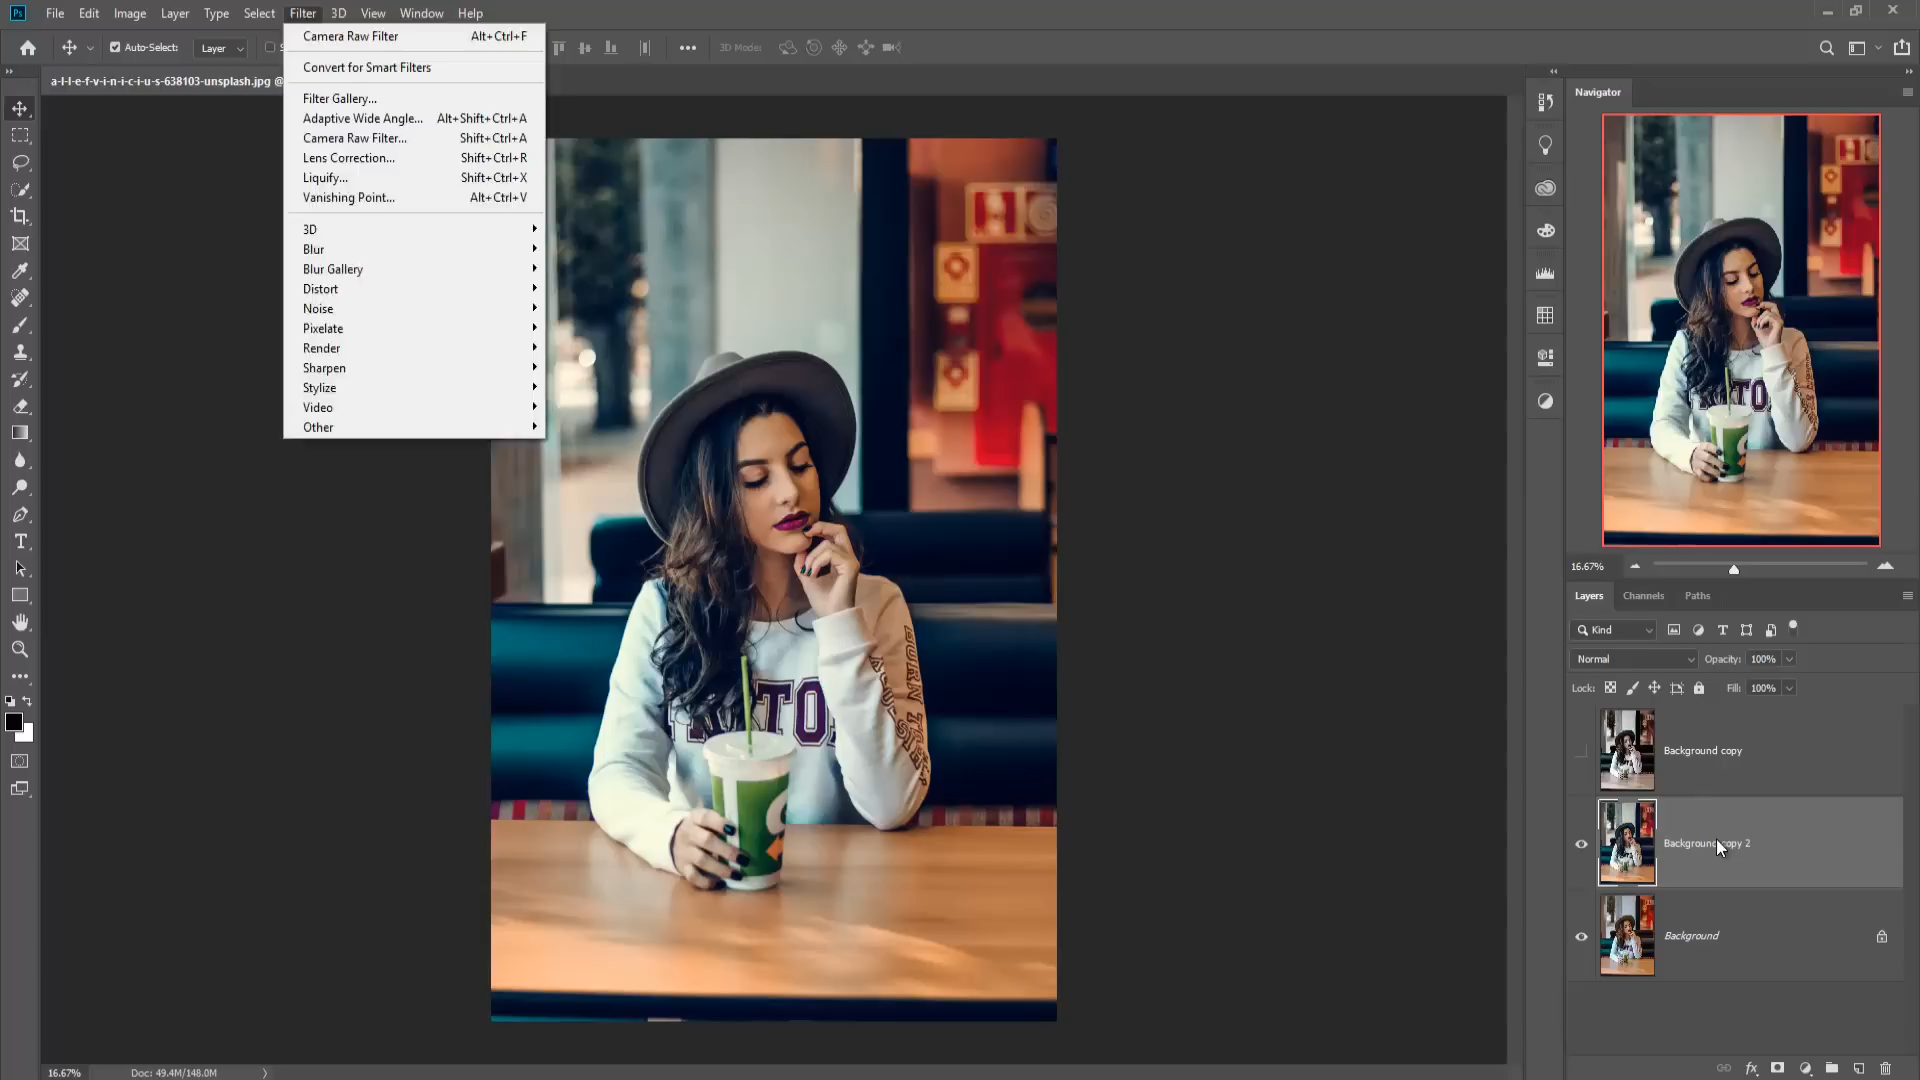 Ps File Edit Image Layer Type Select Filter 3D View Window Help
Auto-Select: Layer 3D Mode:
a-l-l-e-f-v-i-n-i-c-i-u-s-638103-unsplash.jpg @
Camera Raw Filter Alt+Ctrl+F
Convert for Smart Filters
Filter Gallery...
Adaptive Wide Angle... Alt+Shift+Ctrl+A
Camera Raw Filter... Shift+Ctrl+A
Lens Correction... Shift+Ctrl+R
Liquify... Shift+Ctrl+X
Vanishing Point... Alt+Ctrl+V
3D
Blur
Blur Gallery
Distort
Noise
Pixelate
Render
Sharpen
Stylize
Video
Other
Navigator
16.67%
Layers Channels Paths
Kind
Normal Opacity: 100%
Lock: Fill: 100%
Background copy
Background copy 2
Background
16.67% Doc: 49.4M/148.0M